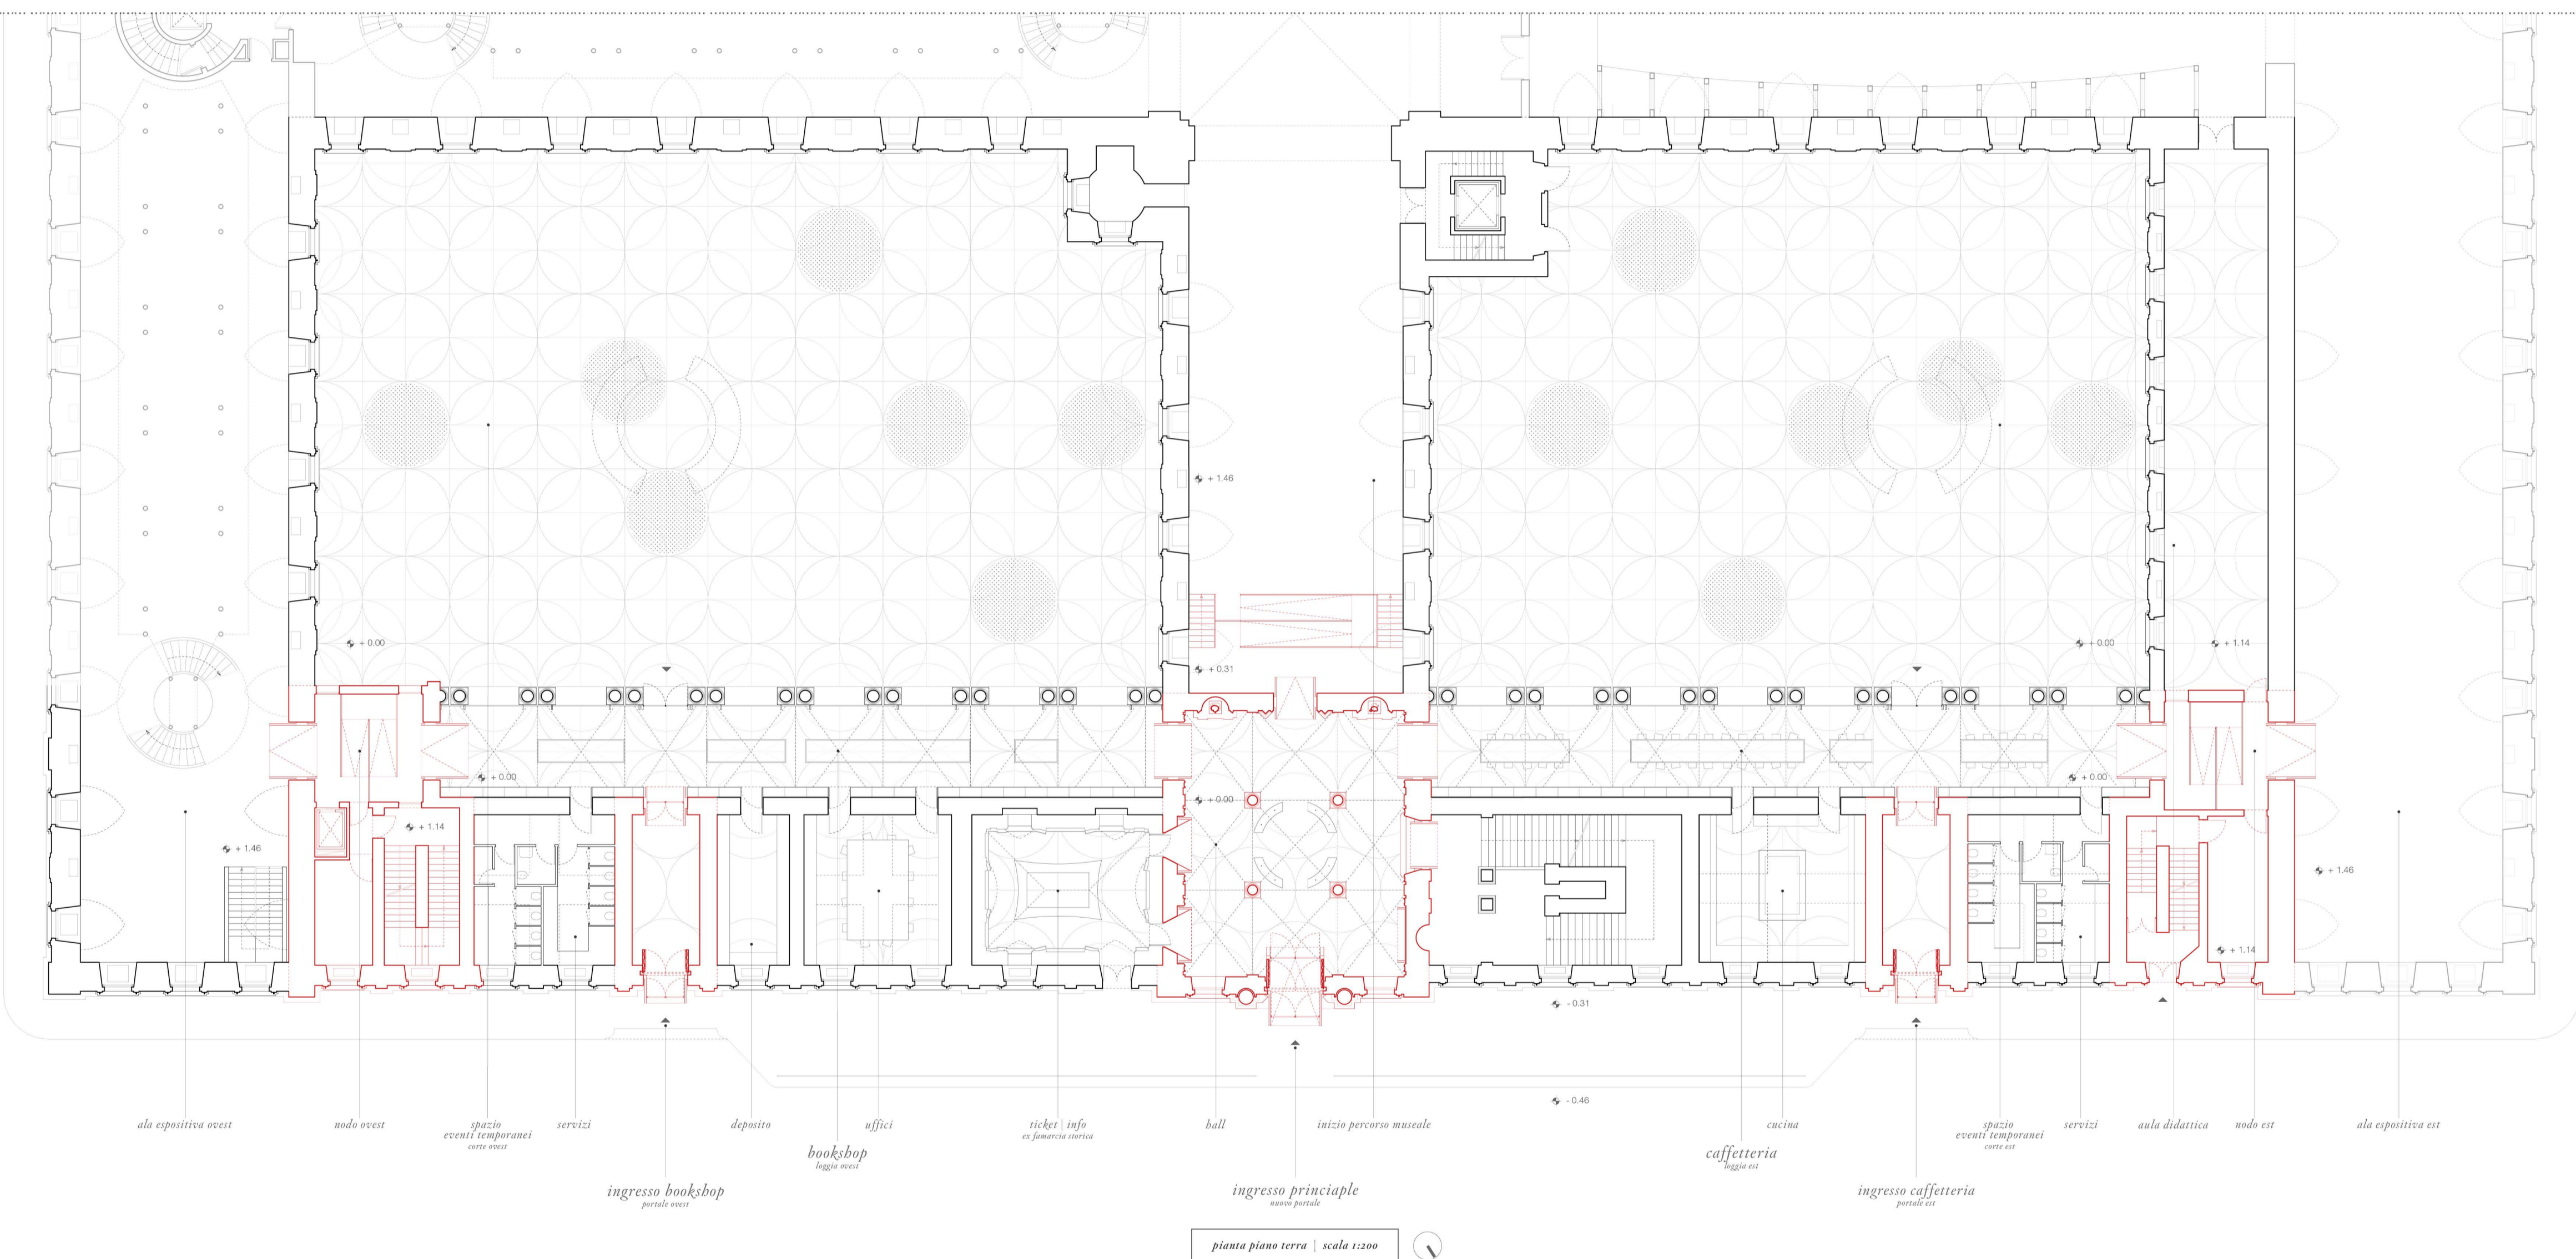 + 1.46
+ 0.31
+ 0.00
+ 0.00
+ 1.14
+ 0.00
+ 0.00
+ 0.00
+ 1.14
+ 1.46
+ 1.46
+ 1.14
- 0.31
- 0.46
ala espositiva ovest
nodo ovest
spazio
eventi temporanei
corte ovest
servizi
deposito
uffici
ticket | info
ex famarcia storica
hall
inizio percorso museale
cucina
spazio
eventi temporanei
corte est
servizi
aula didattica
nodo est
ala espositiva est
bookshop
loggia ovest
caffetteria
loggia est
ingresso bookshop
portale ovest
ingresso princiaple
nuovo portale
ingresso caffetteria
portale est
pianta piano terra | scala 1:200